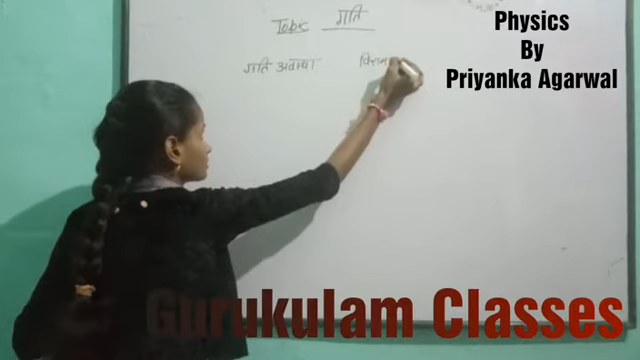 Topic गति
गति अवस्था विराम
Physics
By
Priyanka Agarwal
Gurukulam Classes